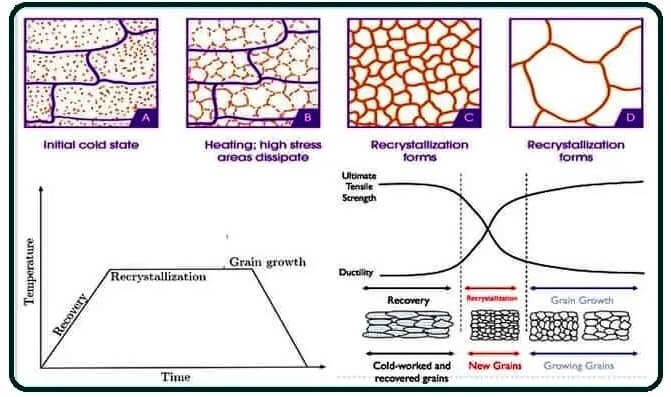 A
B
C
D
Initial cold state
Heating; high stress
areas dissipate
Recrystallization
forms
Recrystallization
forms
Temperature
Recovery
Recrystallization
Grain growth
Time
Ultimate
Tensile
Strength
Ductility
Recovery
Recrystallization
Grain Growth
Cold-worked and
recovered grains
New Grains
Growing Grains